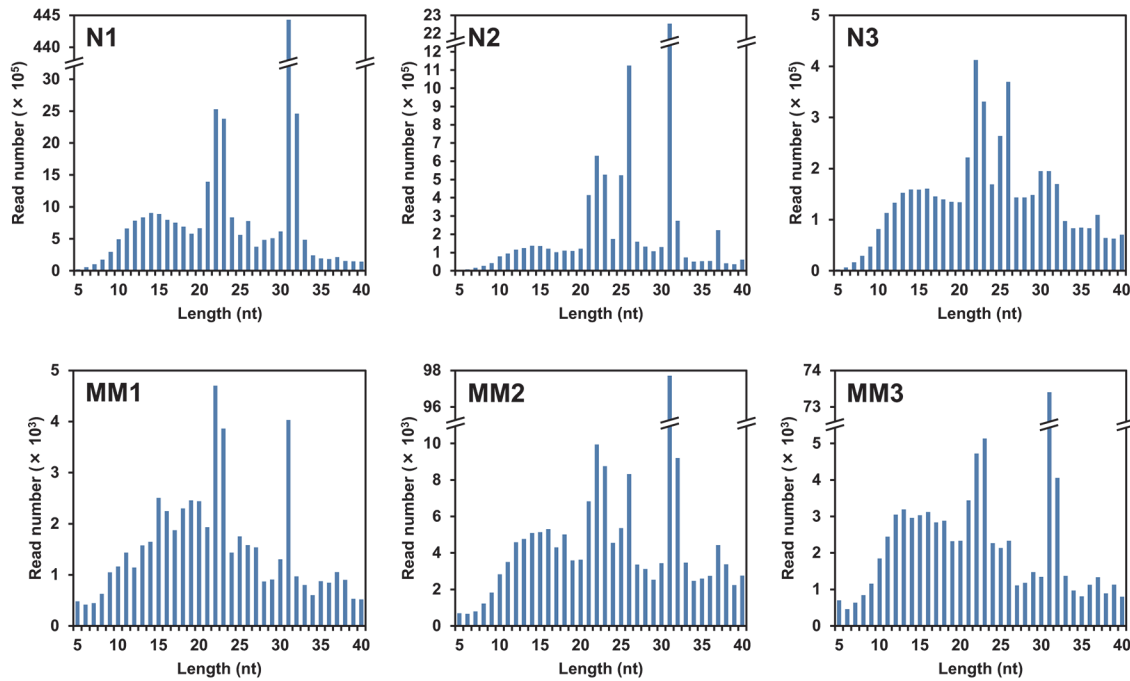 N1
Read number (× 10⁵)
445
440
30
25
20
15
10
5
0
5 10 15 20 25 30 35 40
Length (nt)
N2
Read number (× 10⁵)
23
22
12
11
10
9
8
7
6
5
4
3
2
1
0
5 10 15 20 25 30 35 40
Length (nt)
N3
Read number (× 10⁵)
5
4
3
2
1
0
5 10 15 20 25 30 35 40
Length (nt)
MM1
Read number (× 10³)
5
4
3
2
1
0
5 10 15 20 25 30 35 40
Length (nt)
MM2
Read number (× 10³)
98
96
10
8
6
4
2
0
5 10 15 20 25 30 35 40
Length (nt)
MM3
Read number (× 10³)
74
73
5
4
3
2
1
0
5 10 15 20 25 30 35 40
Length (nt)